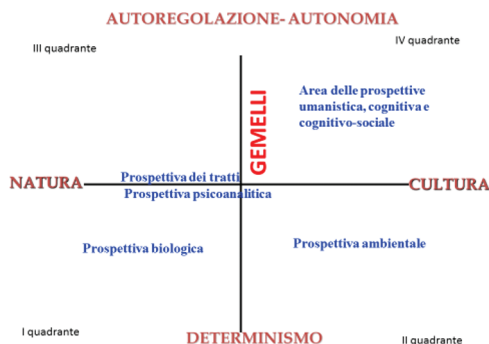 AUTOREGOLAZIONE- AUTONOMIA
III quadrante
IV quadrante
GEMELLI
Area delle prospettive
umanistica, cognitiva e
cognitivo-sociale
Prospettiva dei tratti
NATURA
CULTURA
Prospettiva psicoanalitica
Prospettiva biologica
Prospettiva ambientale
I quadrante
DETERMINISMO
II quadrante